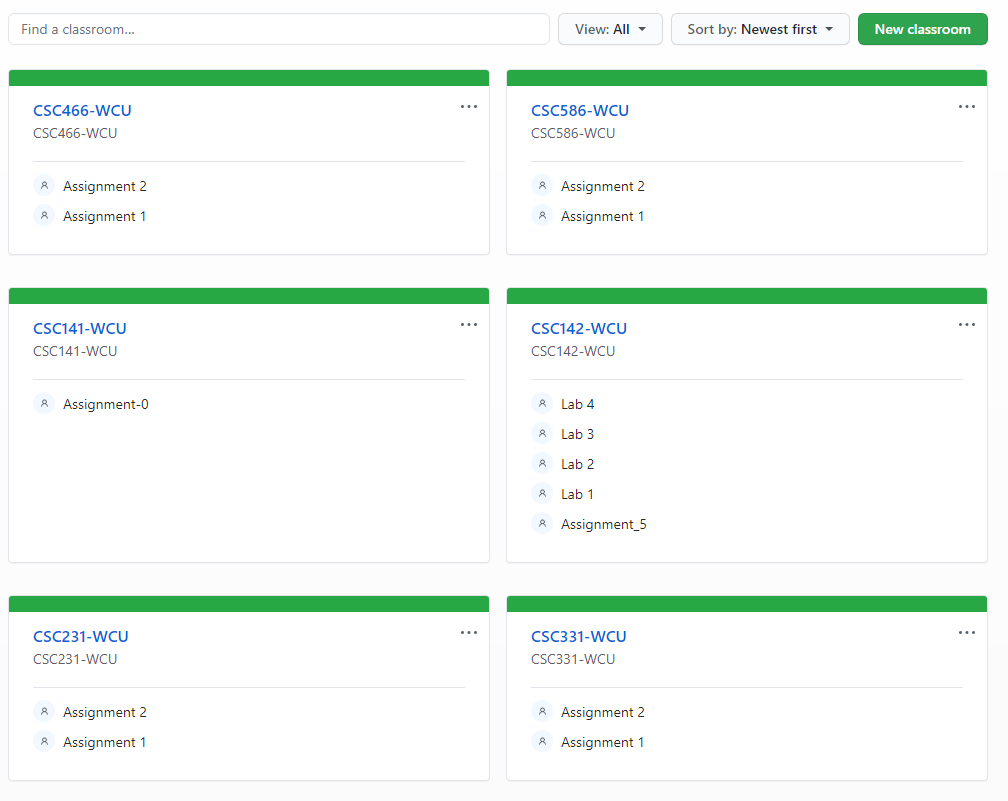 Find a classroom...
View: All
Sort by: Newest first
New classroom
CSC466-WCU
CSC466-WCU
Assignment 2
Assignment 1
CSC586-WCU
CSC586-WCU
Assignment 2
Assignment 1
CSC141-WCU
CSC141-WCU
Assignment-0
CSC142-WCU
CSC142-WCU
Lab 4
Lab 3
Lab 2
Lab 1
Assignment_5
CSC231-WCU
CSC231-WCU
Assignment 2
Assignment 1
CSC331-WCU
CSC331-WCU
Assignment 2
Assignment 1